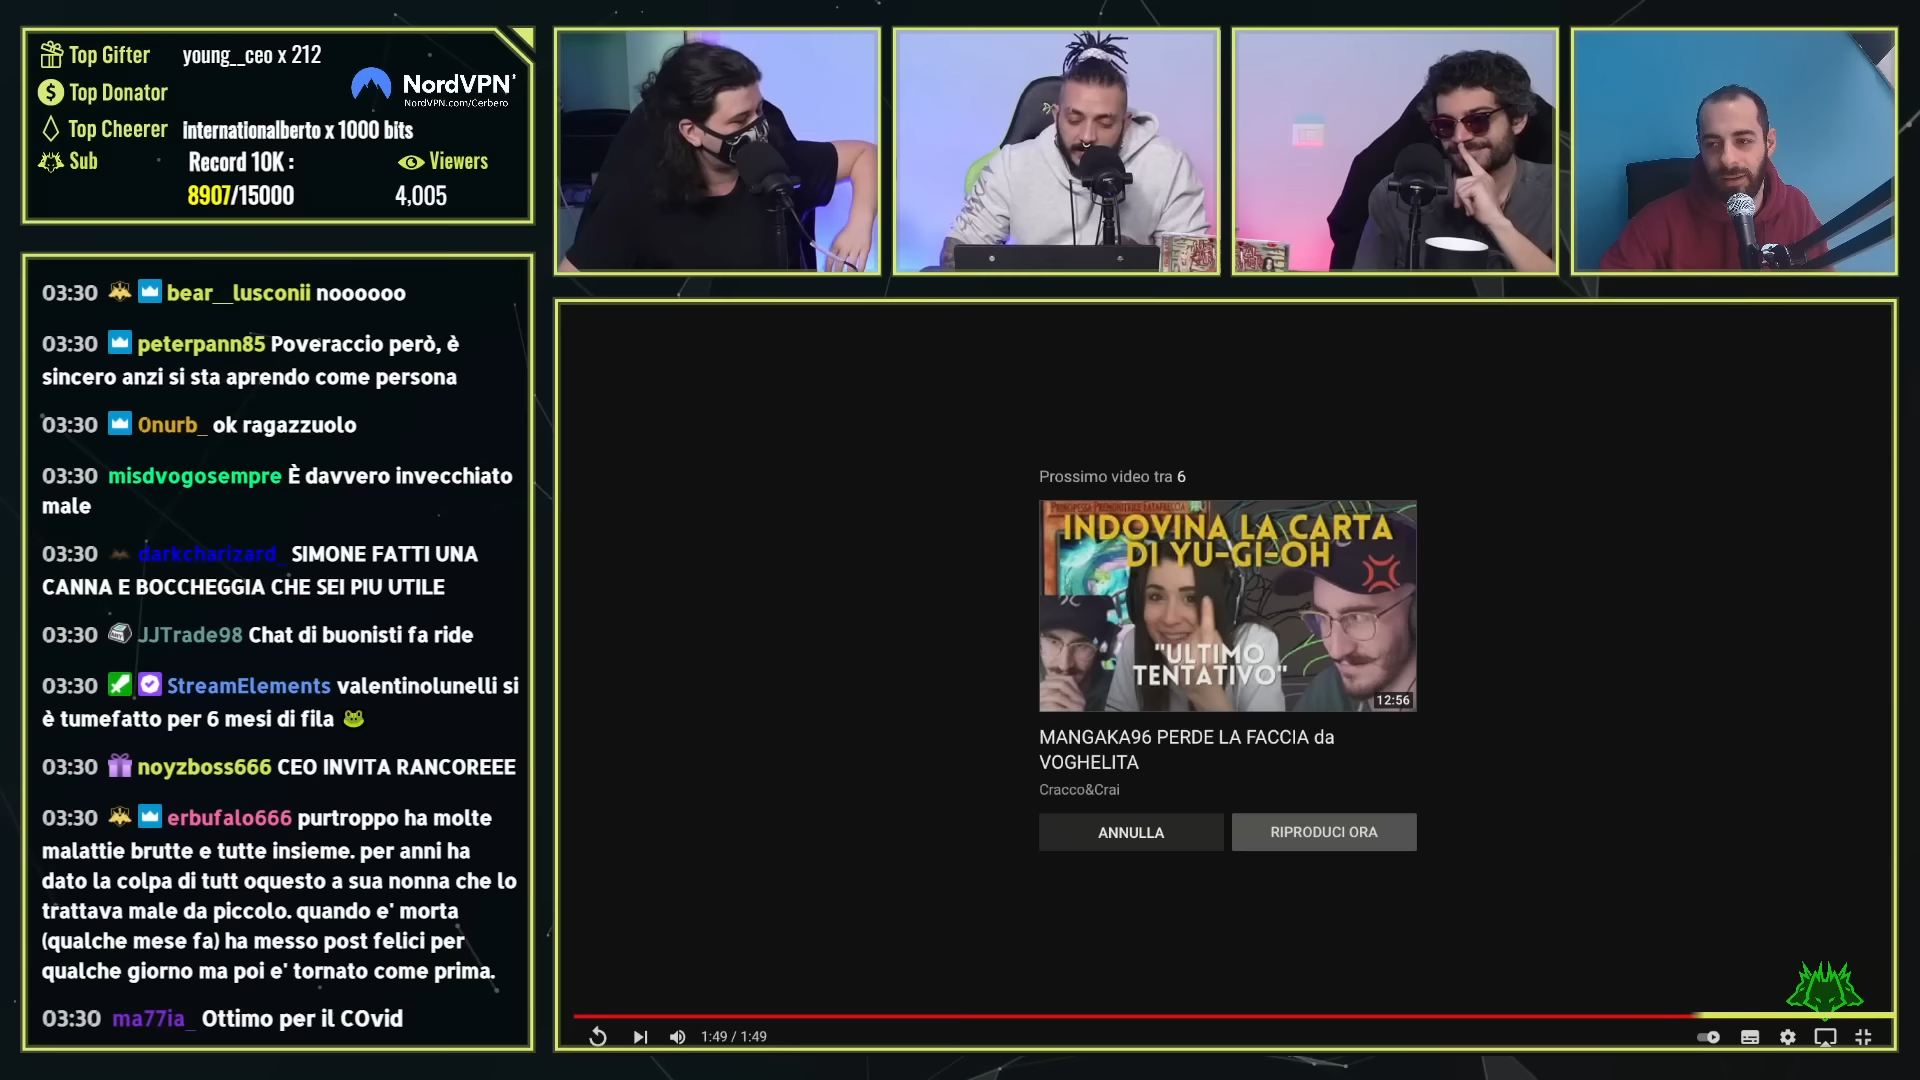 Top Gifter young__ceo x 212
Top Donator
Top Cheerer internationalberto x 1000 bits
Sub Record 10K : Viewers
8907/15000 4,005
NordVPN
NordVPN.com/Cerbero
03:30 bear__lusconii noooooo
03:30 peterpann85 Poveraccio però, è
sincero anzi si sta aprendo come persona
03:30 Onurb_ ok ragazzuolo
03:30 misdvogosempre È davvero invecchiato
male
03:30 darkcharizard_ SIMONE FATTI UNA
CANNA E BOCCHEGGIA CHE SEI PIU UTILE
03:30 JJTrade98 Chat di buonisti fa ride
03:30 StreamElements valentinolunelli si
è tumefatto per 6 mesi di fila
03:30 noyzboss666 CEO INVITA RANCOREEE
03:30 erbufalo666 purtroppo ha molte
malattie brutte e tutte insieme. per anni ha
dato la colpa di tutt oquesto a sua nonna che lo
trattava male da piccolo. quando e' morta
(qualche mese fa) ha messo post felici per
qualche giorno ma poi e' tornato come prima.
03:30 ma77ia_ Ottimo per il COvid
Prossimo video tra 6
INDOVINA LA CARTA
DI YU-GI-OH
"ULTIMO
TENTATIVO"
12:56
MANGAKA96 PERDE LA FACCIA da
VOGHELITA
Cracco&Crai
ANNULLA
RIPRODUCI ORA
1:49 / 1:49